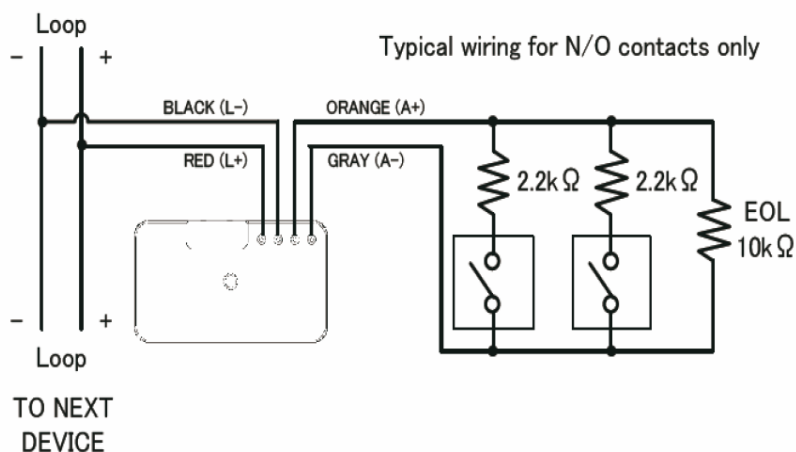 Loop
Typical wiring for N/O contacts only
- +
BLACK (L-)
ORANGE (A+)
RED (L+)
GRAY (A-)
2.2kΩ
2.2kΩ
EOL
10kΩ
- +
Loop
TO NEXT
DEVICE